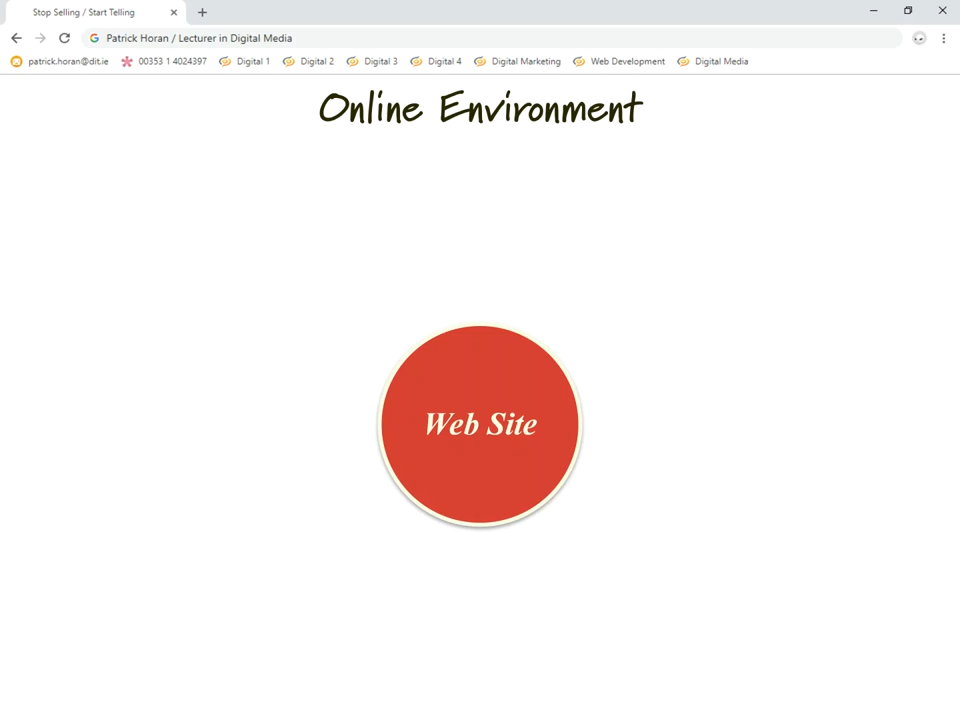 Stop Selling / Start Telling
Patrick Horan / Lecturer in Digital Media
patrick.horan@dit.ie 00353 1 4024397 Digital 1 Digital 2 Digital 3 Digital 4 Digital Marketing Web Development Digital Media
Online Environment
Web Site